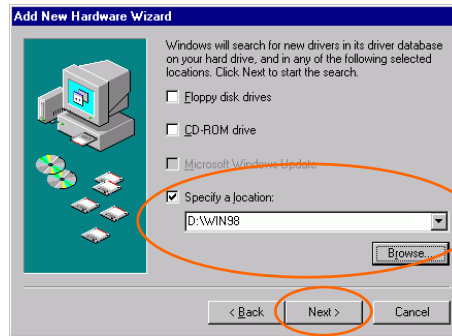 Add New Hardware Wizard
Windows will search for new drivers in its driver database
on your hard drive, and in any of the following selected
locations. Click Next to start the search.
Floppy disk drives
CD-ROM drive
Microsoft Windows Update
Specify a location:
D:\WIN98
Browse...
< Back
Next >
Cancel